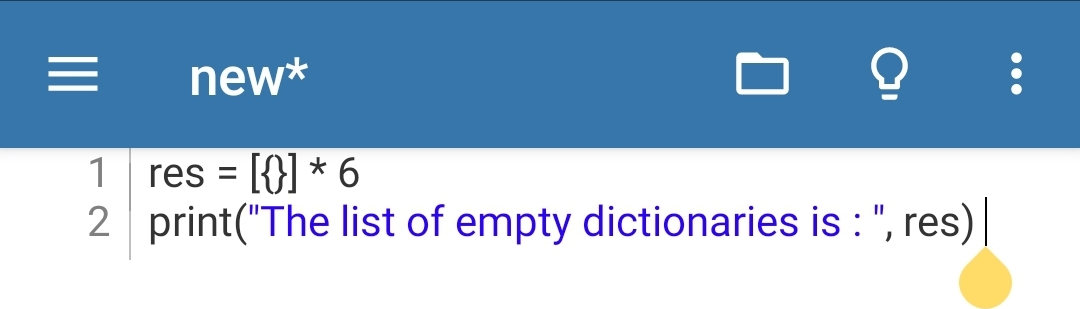 new*
1 res = [{}] * 6
2 print("The list of empty dictionaries is : ", res)